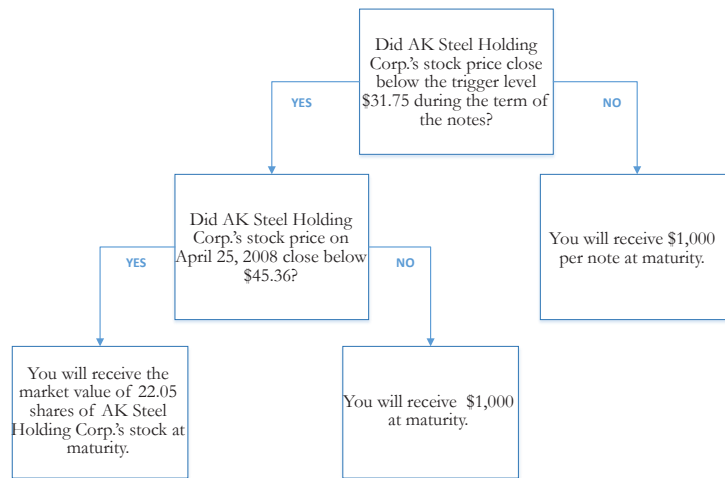 Did AK Steel Holding
Corp.'s stock price close
below the trigger level
$31.75 during the term of
the notes?
YES
NO
Did AK Steel Holding
Corp.'s stock price on
April 25, 2008 close below
$45.36?
You will receive $1,000
per note at maturity.
YES
NO
You will receive the
market value of 22.05
shares of AK Steel
Holding Corp.'s stock at
maturity.
You will receive $1,000
at maturity.